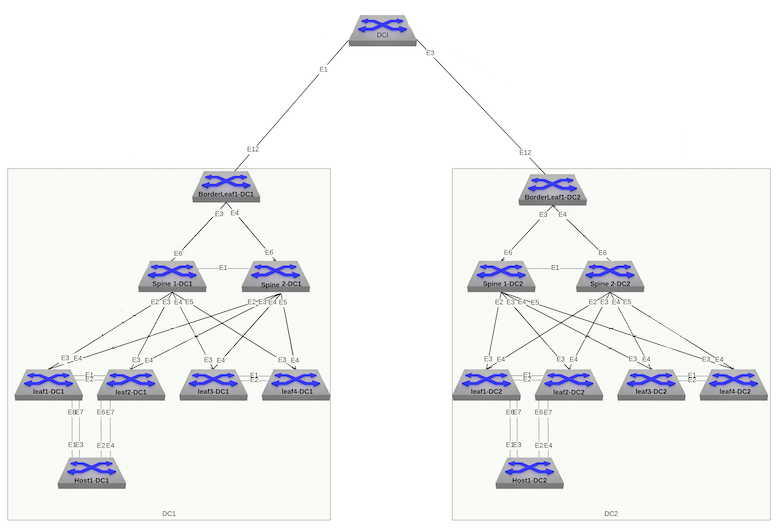 DCI
E3
E1
E12
E12
BorderLeaf1-DC1
BorderLeaf1-DC2
E3 E4
E3 E4
E6 E6
E6 E6
Spine 1-DC1 E1 Spine 2-DC1
Spine 1-DC2 E1 Spine 2-DC2
E2 E3 E4 E5 E2 E3 E4 E5
E2 E3 E4 E5 E2 E3 E4 E5
E3 E4 E3 E4 E3 E4 E3 E4
E3 E4 E3 E4 E3 E4 E3 E4
E1 E1
E2 E2
E1 E1
E2 E2
leaf1-DC1 leaf2-DC1 leaf3-DC1 leaf4-DC1
leaf1-DC2 leaf2-DC2 leaf3-DC2 leaf4-DC2
E6 E7 E6 E7
E6 E7 E6 E7
E1 E3 E2 E4
E1 E3 E2 E4
Host1-DC1
Host1-DC2
DC1
DC2